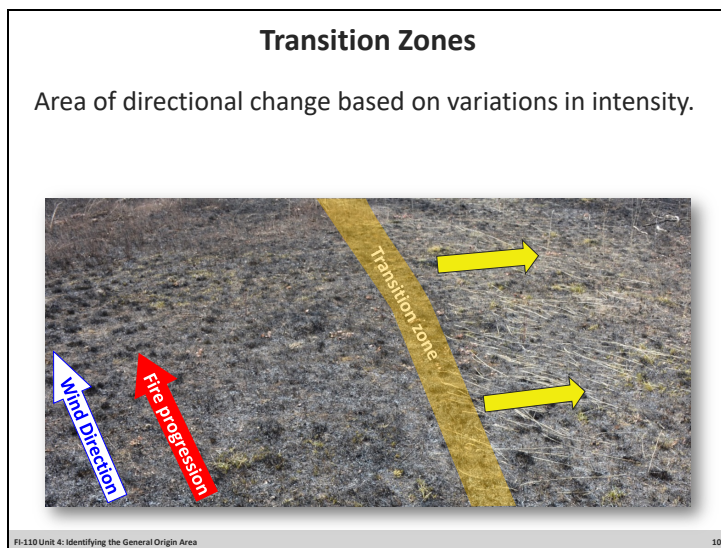 Transition Zones
Area of directional change based on variations in intensity.
Transition zone
Wind Direction
Fire progression
FI-110 Unit 4: Identifying the General Origin Area
10